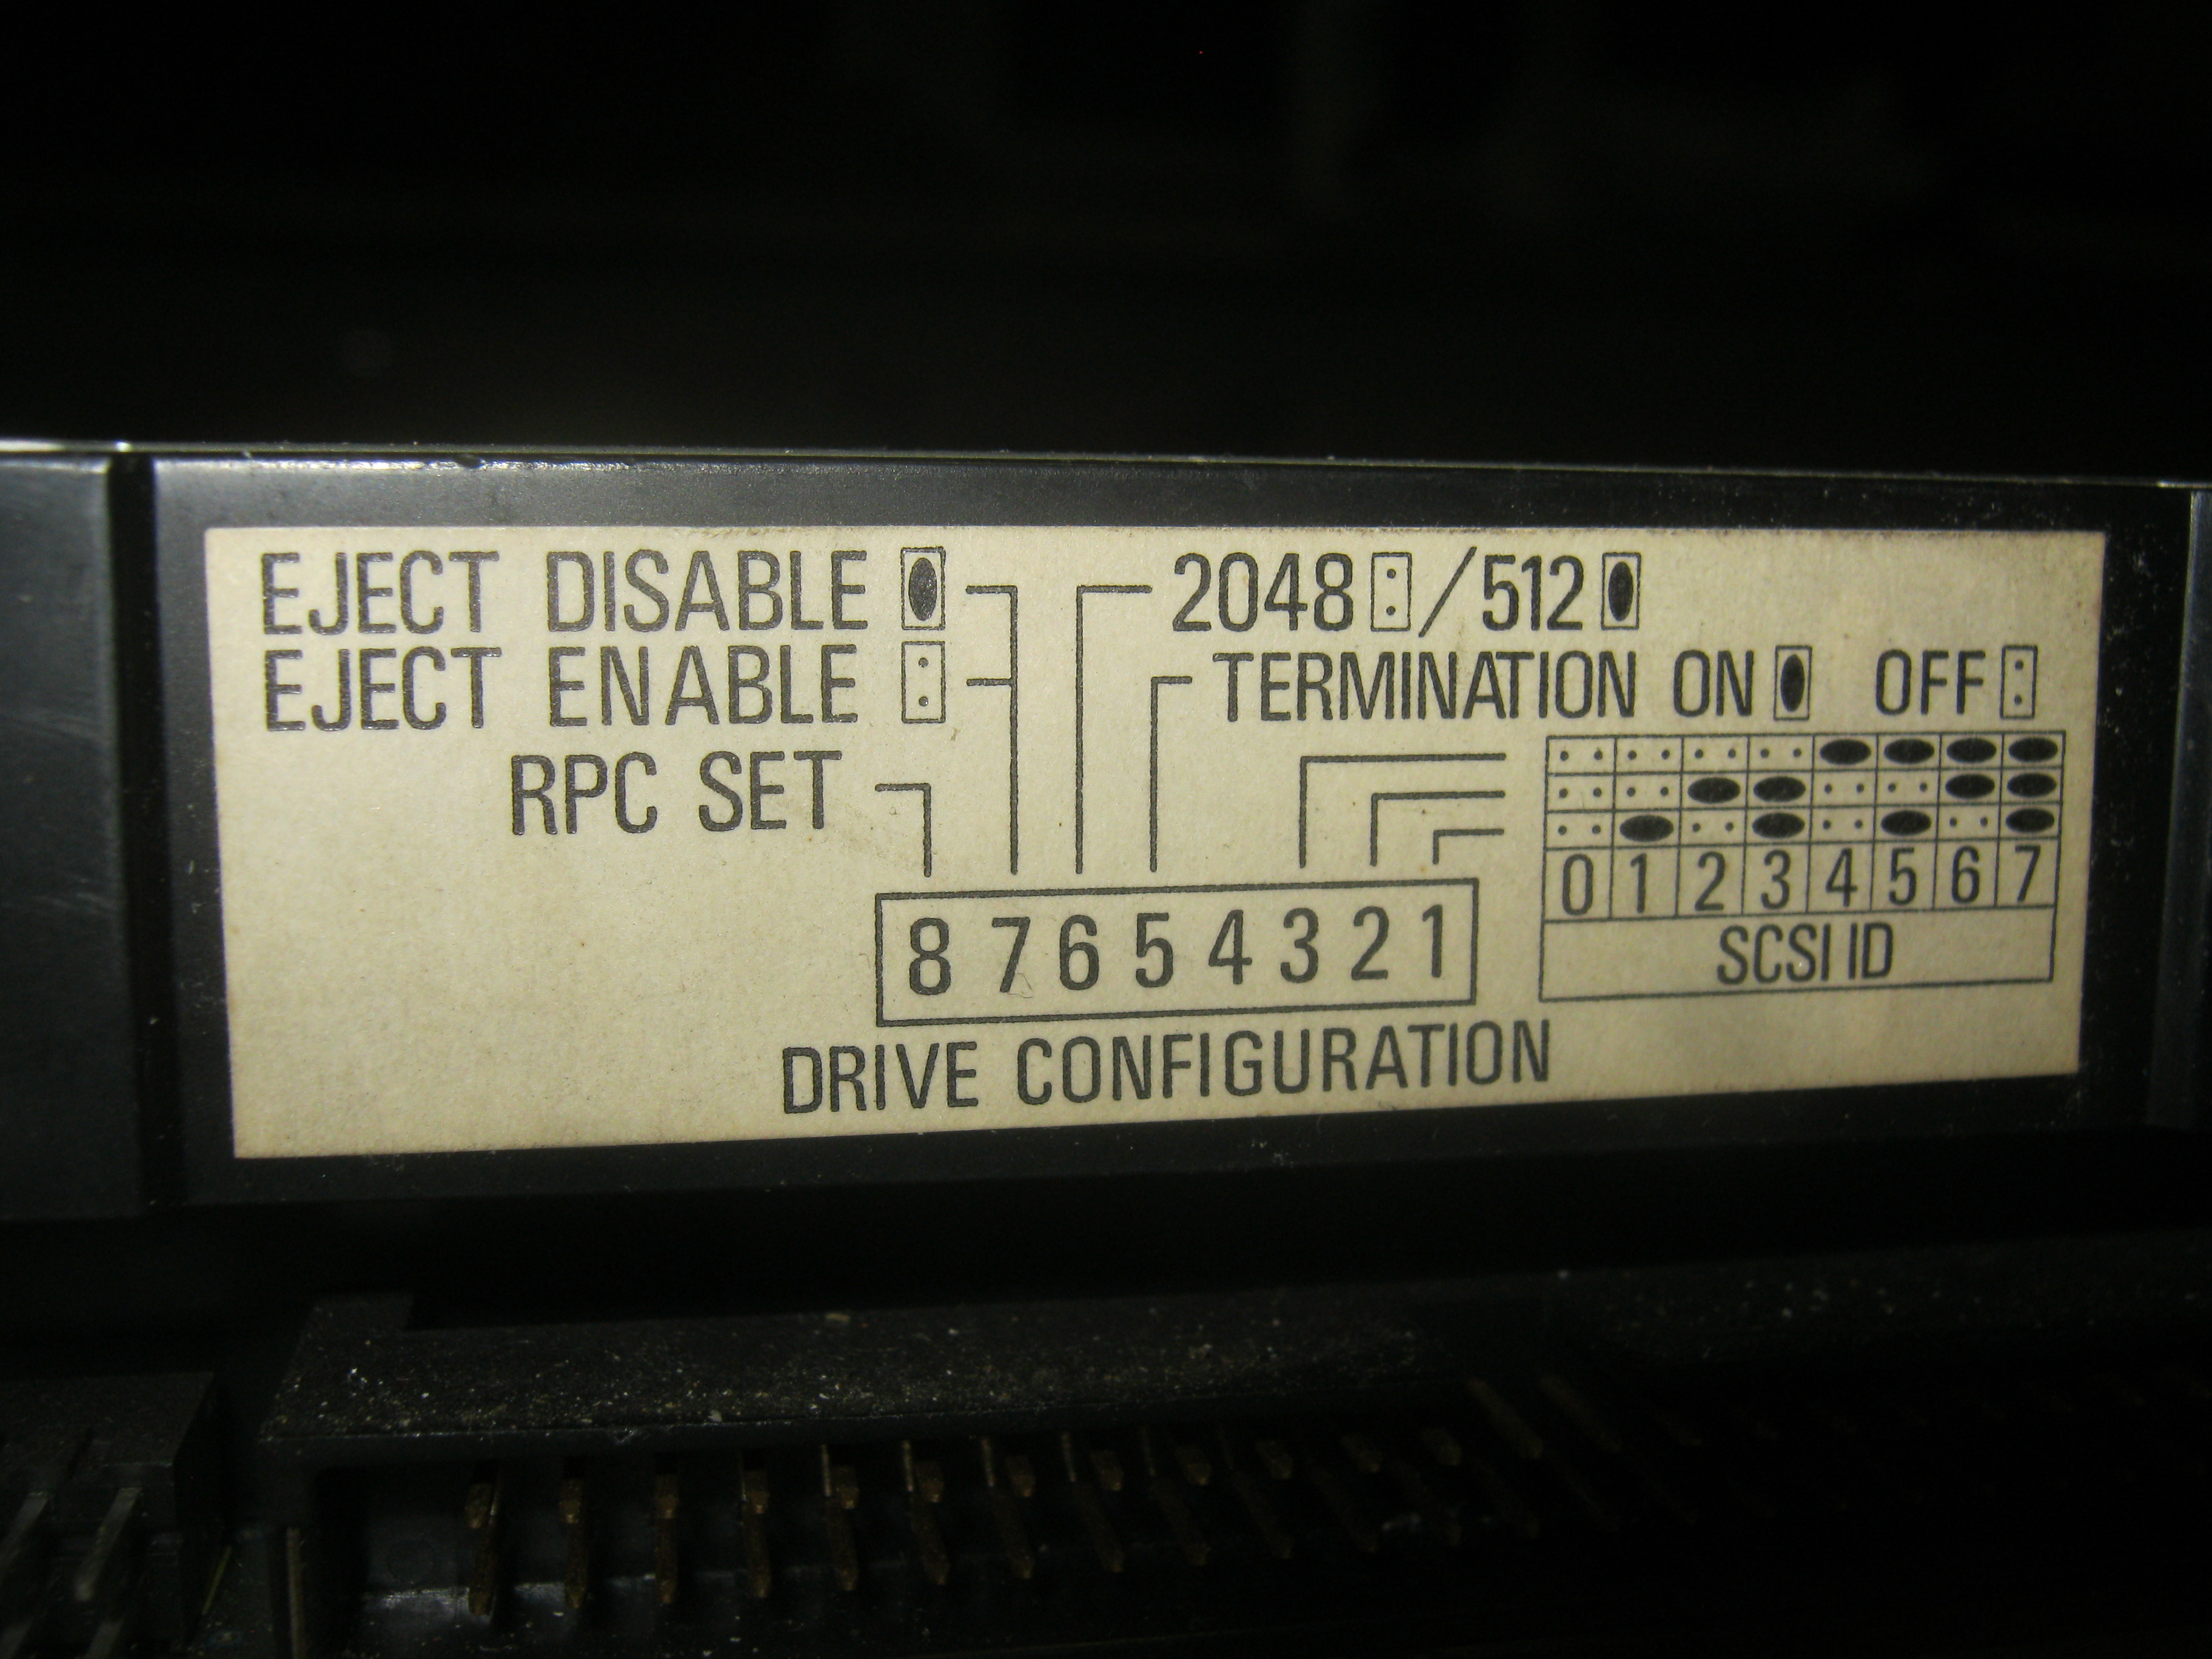 EJECT DISABLE
EJECT ENABLE
RPC SET
2048 / 512
TERMINATION ON OFF
0 1 2 3 4 5 6 7
SCSI ID
8 7 6 5 4 3 2 1
DRIVE CONFIGURATION